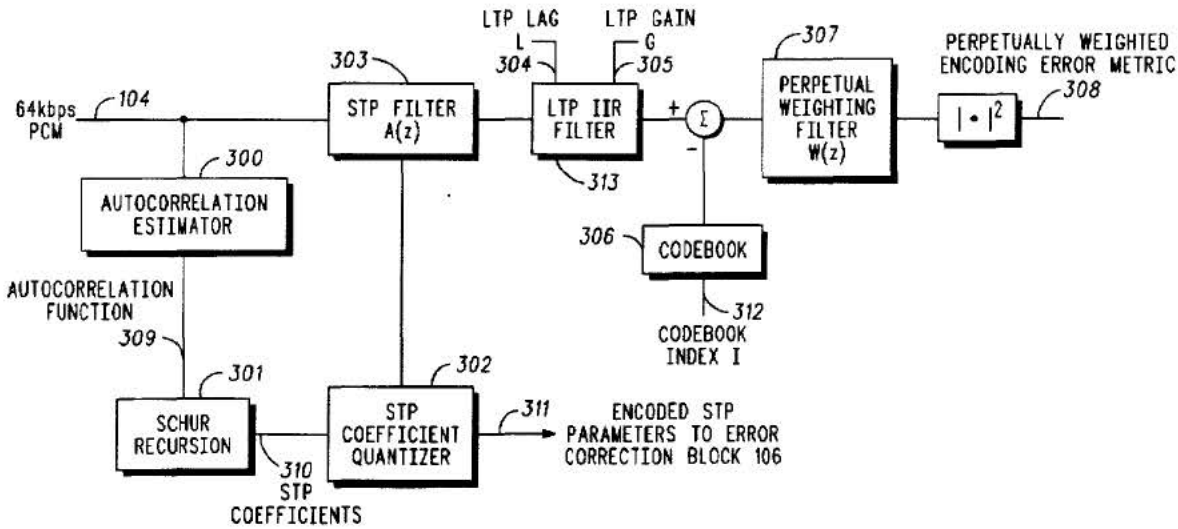 LTP LAG
L
304
LTP GAIN
G
305
303
STP FILTER
A(z)
LTP IIR
FILTER
313
307
PERPETUAL
WEIGHTING
FILTER
W(z)
PERPETUALLY WEIGHTED
ENCODING ERROR METRIC
308
|•|²
64kbps
PCM
104
+
Σ
-
300
AUTOCORRELATION
ESTIMATOR
306
CODEBOOK
312
CODEBOOK
INDEX I
AUTOCORRELATION
FUNCTION
309
301
SCHUR
RECURSION
310
STP
COEFFICIENTS
302
STP
COEFFICIENT
QUANTIZER
311
ENCODED STP
PARAMETERS TO ERROR
CORRECTION BLOCK 106